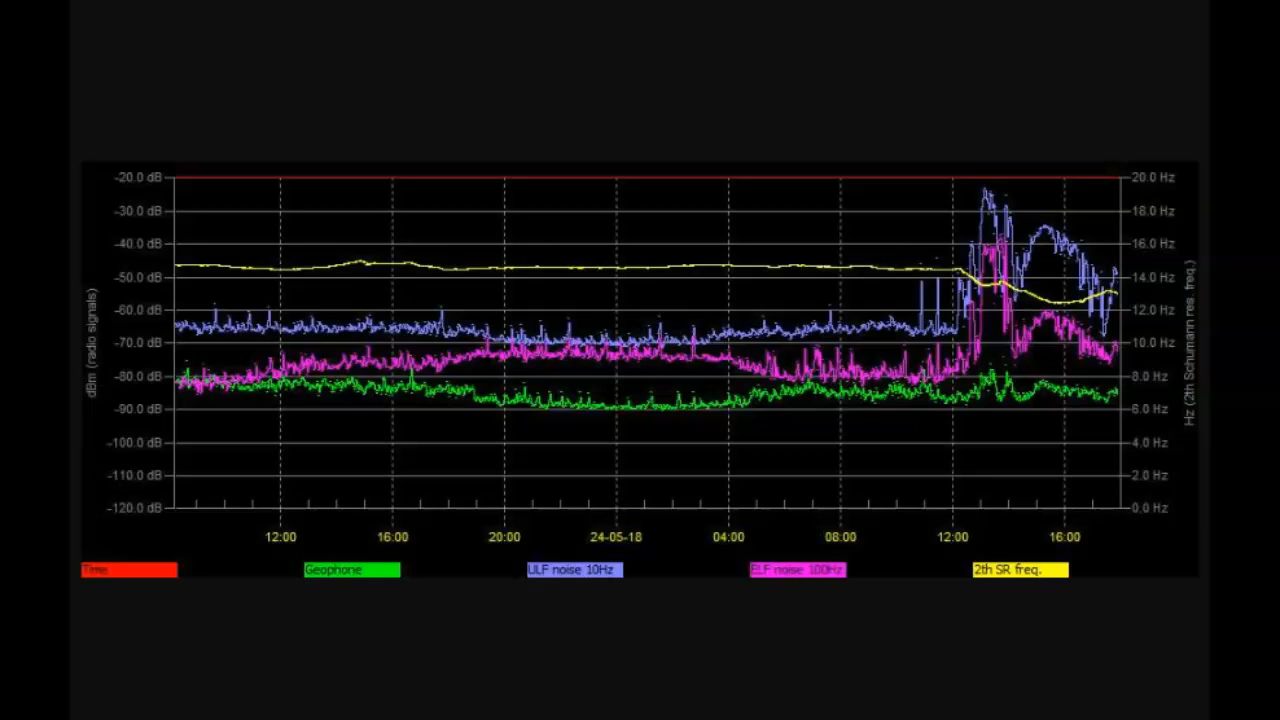 -20.0 dB 20.0 Hz
-30.0 dB 18.0 Hz
-40.0 dB 16.0 Hz
-50.0 dB 14.0 Hz
-60.0 dB 12.0 Hz
-70.0 dB 10.0 Hz
-80.0 dB 8.0 Hz
-90.0 dB 6.0 Hz
-100.0 dB 4.0 Hz
-110.0 dB 2.0 Hz
-120.0 dB 0.0 Hz
dBm (radio signals)
Hz (2th Schumann res. freq.)
12:00 16:00 20:00 24-05-18 04:00 08:00 12:00 16:00
Time Geophone ULF noise 10Hz ELF noise 100Hz 2th SR freq.